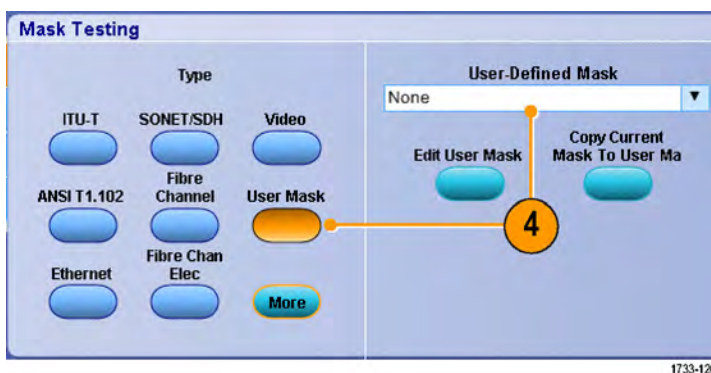 Mask Testing
Type
ITU-T
SONET/SDH
Video
ANSI T1.102
Fibre
Channel
User Mask
Ethernet
Fibre Chan
Elec
More
User-Defined Mask
None
Edit User Mask
Copy Current
Mask To User Ma
4
1733-120